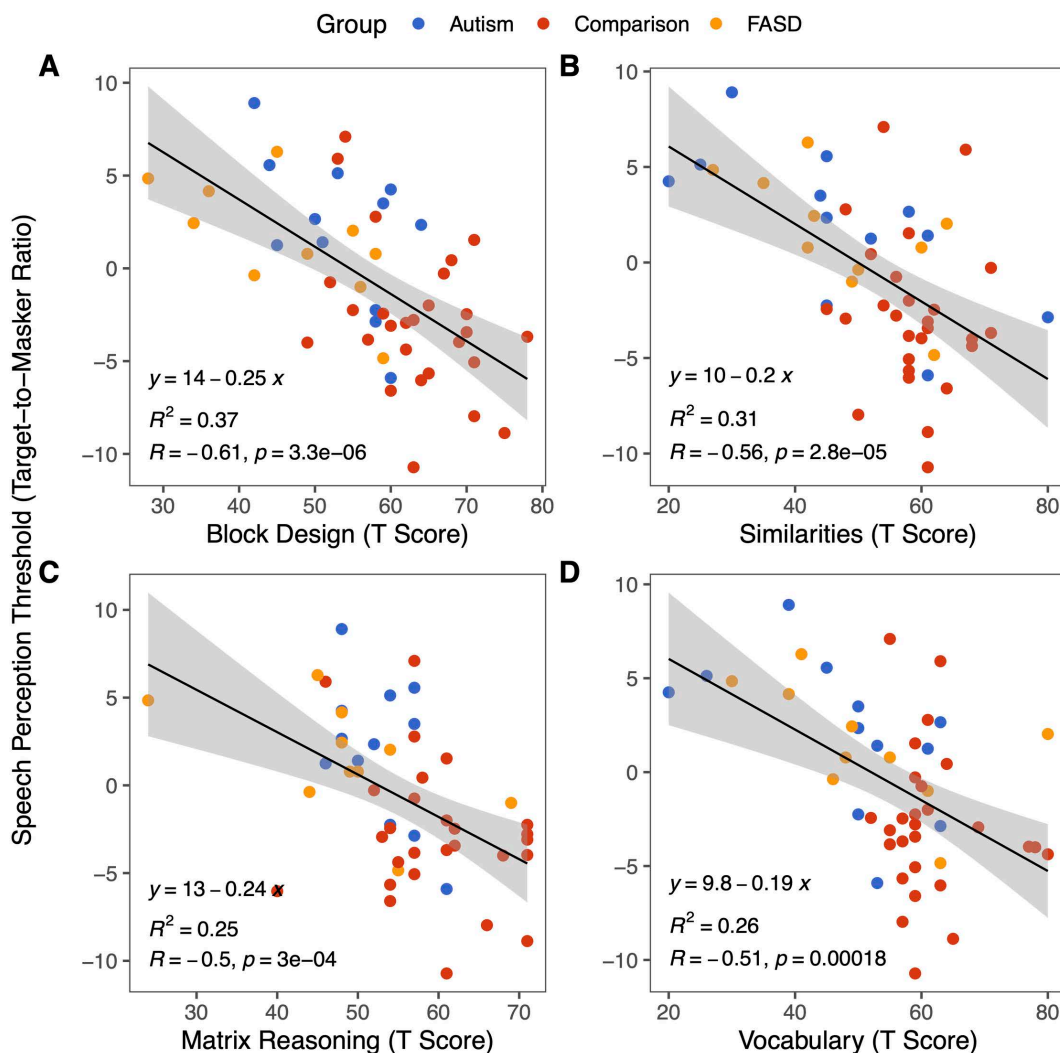 Group Autism Comparison FASD
Speech Perception Threshold (Target−to−Masker Ratio)
A
10
5
0
−5
−10
y = 14 − 0.25 x
R² = 0.37
R = −0.61, p = 3.3e−06
30 40 50 60 70 80
Block Design (T Score)
B
10
5
0
−5
−10
y = 10 − 0.2 x
R² = 0.31
R = −0.56, p = 2.8e−05
20 40 60 80
Similarities (T Score)
C
10
5
0
−5
−10
y = 13 − 0.24 x
R² = 0.25
R = −0.5, p = 3e−04
30 40 50 60 70
Matrix Reasoning (T Score)
D
10
5
0
−5
−10
y = 9.8 − 0.19 x
R² = 0.26
R = −0.51, p = 0.00018
20 40 60 80
Vocabulary (T Score)